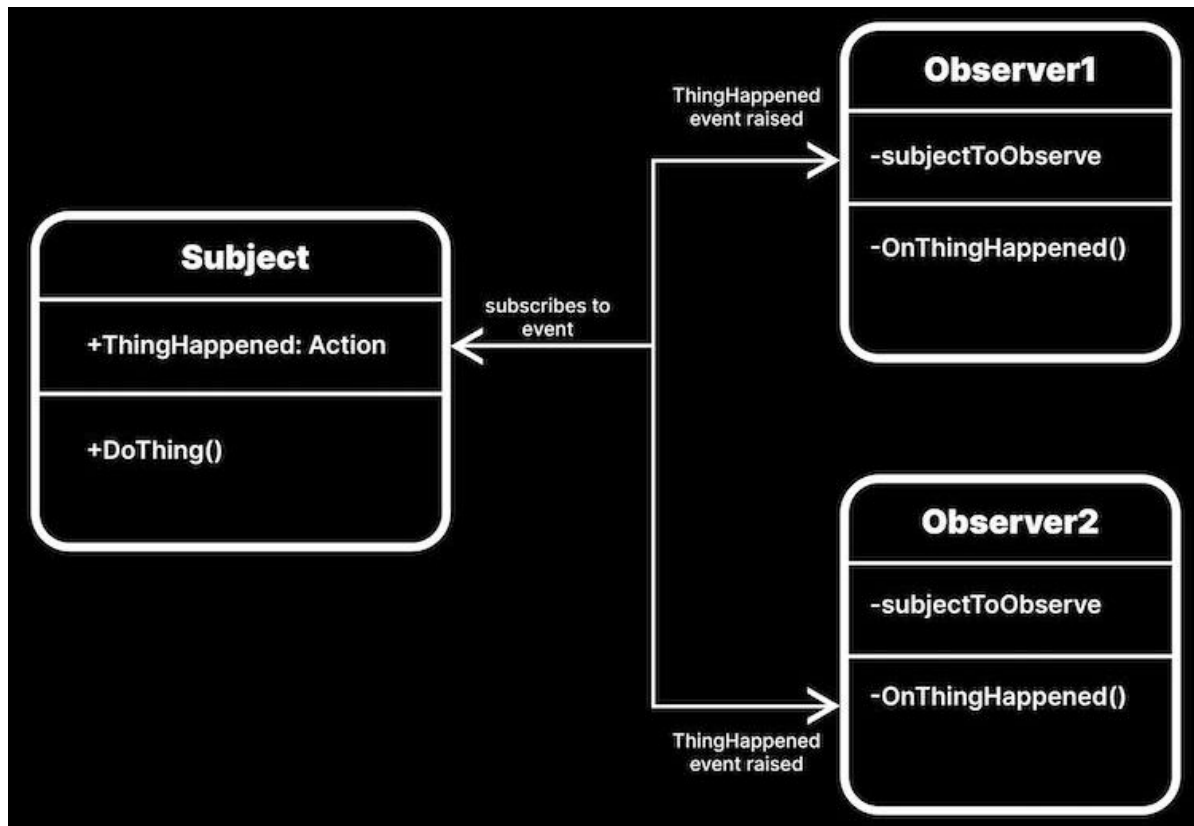 Subject
+ThingHappened: Action
+DoThing()
subscribes to
event
ThingHappened
event raised
Observer1
-subjectToObserve
-OnThingHappened()
Observer2
-subjectToObserve
-OnThingHappened()
ThingHappened
event raised